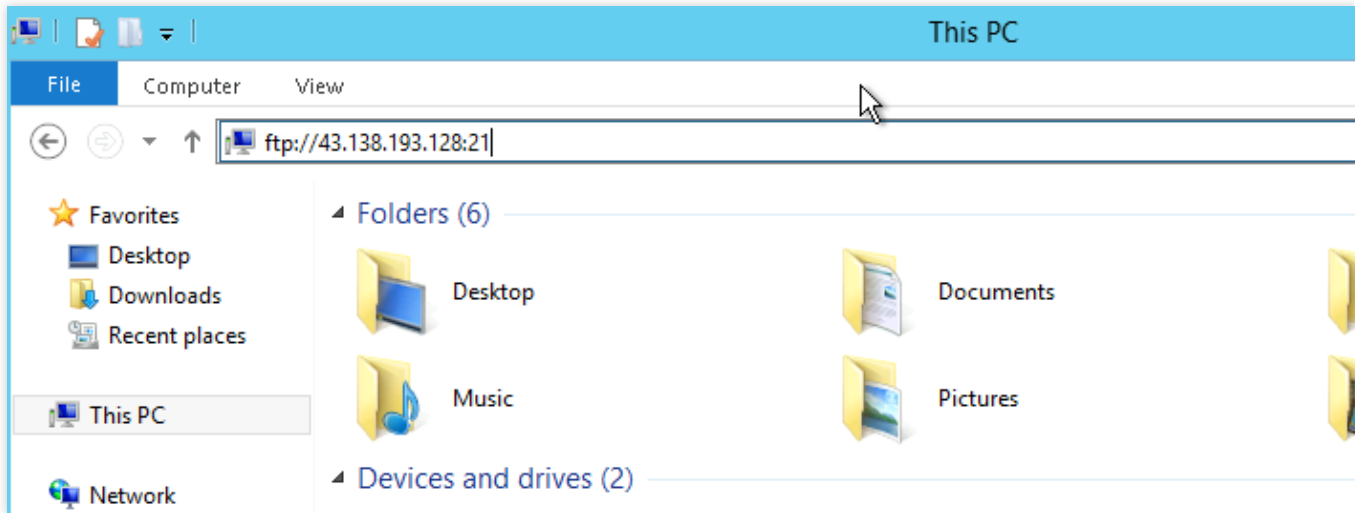 This PC
File Computer View
ftp://43.138.193.128:21
Favorites
Desktop
Downloads
Recent places
This PC
Network
Folders (6)
Desktop Documents
Music Pictures
Devices and drives (2)